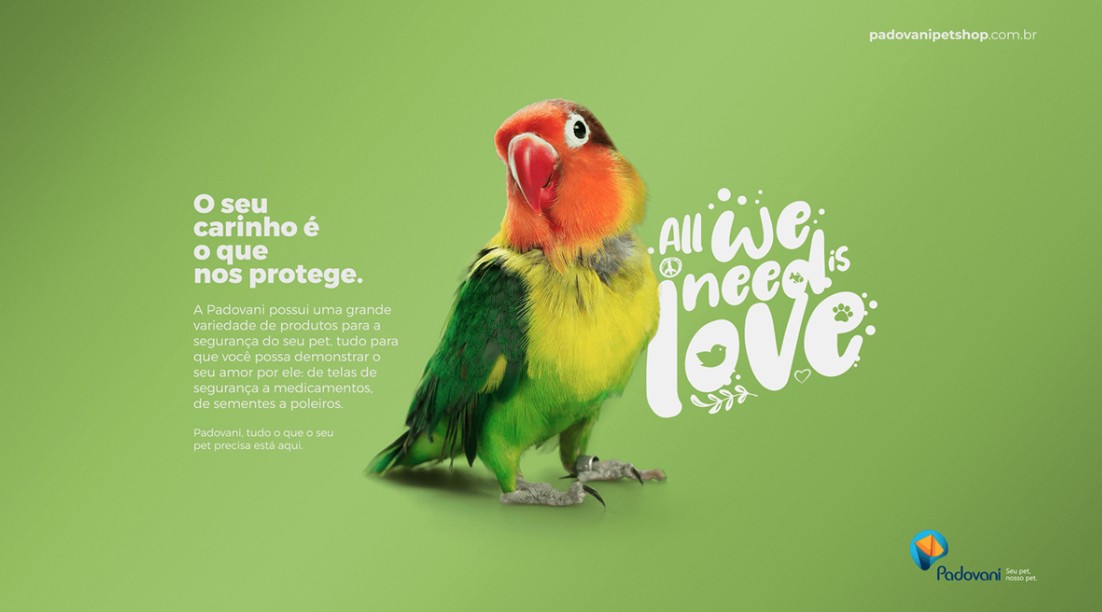 padovanipetshop.com.br
O seu
carinho é
o que
nos protege.
A Padovani possui uma grande
variedade de produtos para a
segurança do seu pet, tudo para
que você possa demonstrar o
seu amor por ele: de telas de
segurança a medicamentos,
de sementes a poleiros.
Padovani, tudo o que o seu
pet precisa está aqui.
All we
need is
love
Padovani
Seu pet,
nosso pet.